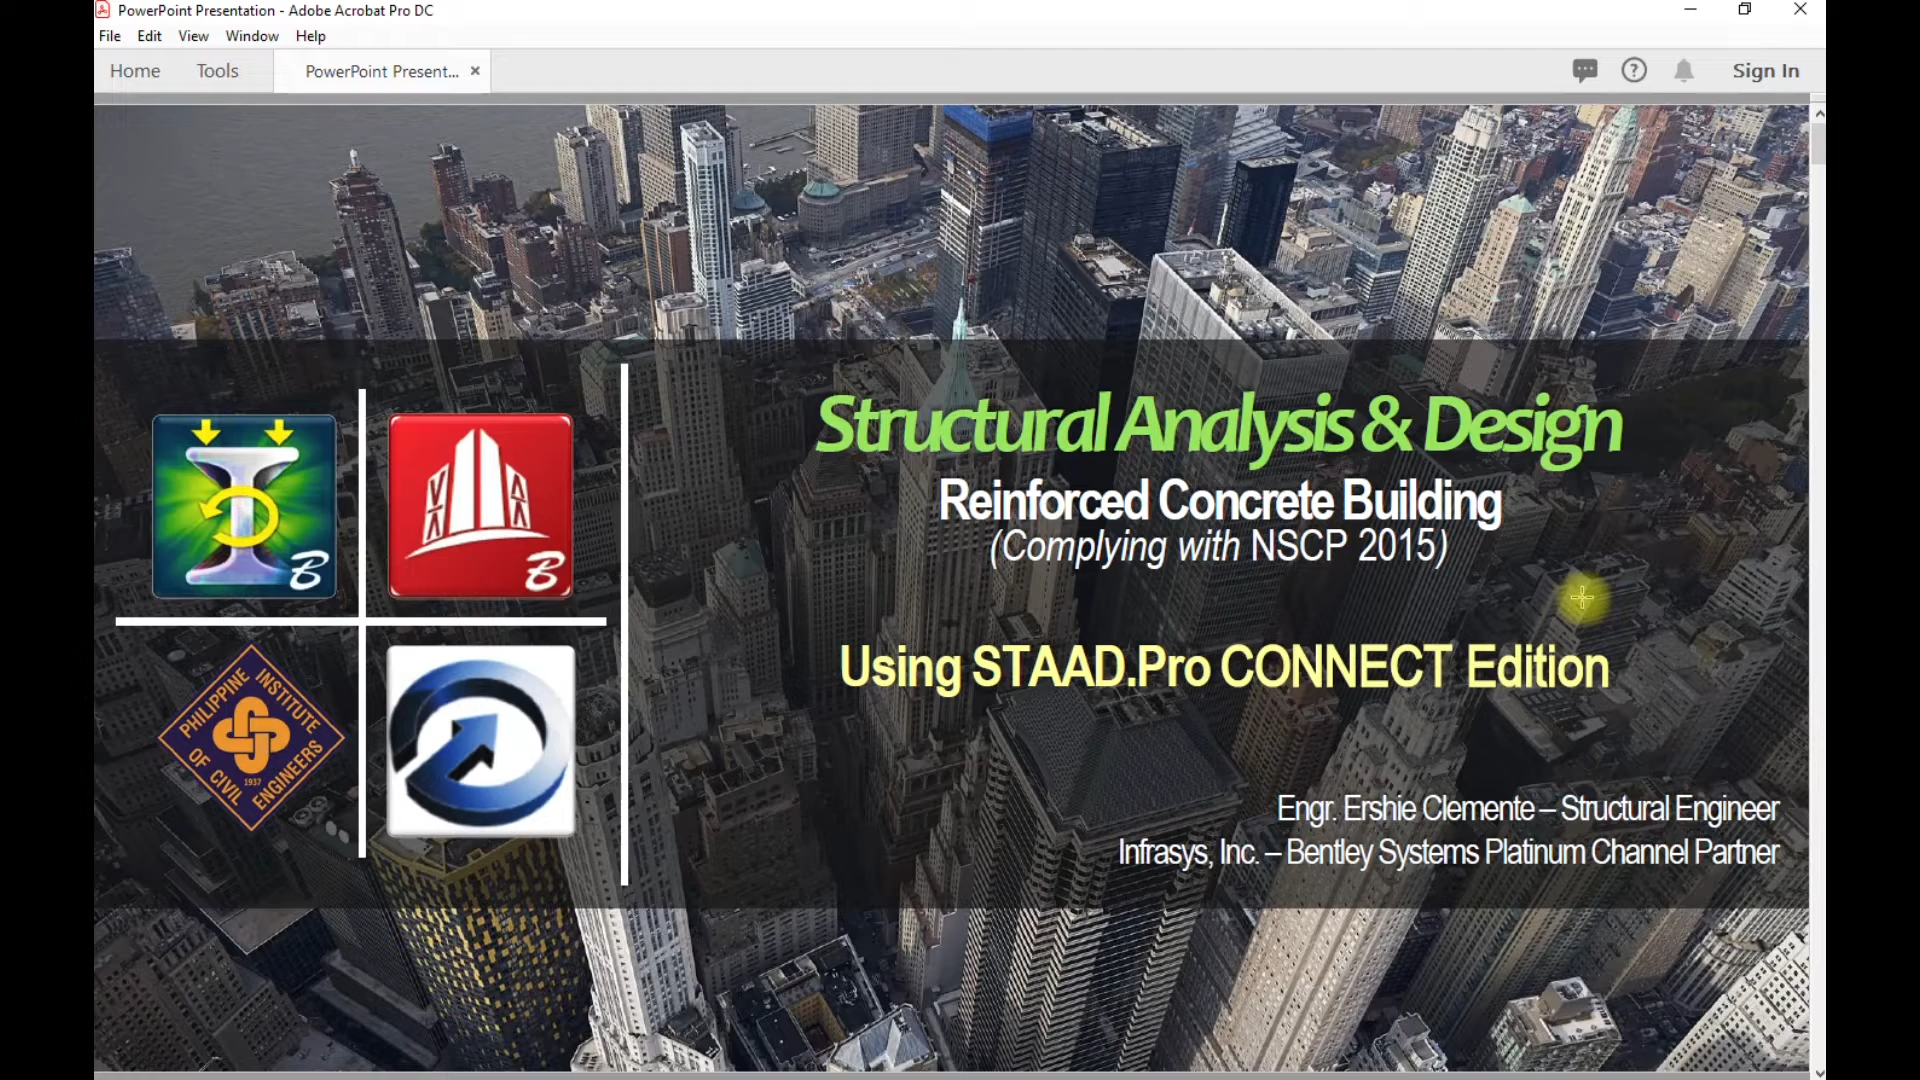 PowerPoint Presentation - Adobe Acrobat Pro DC
File Edit View Window Help
Home Tools PowerPoint Present... × Sign In
Structural Analysis & Design
Reinforced Concrete Building
(Complying with NSCP 2015)
B
B
Using STAAD.Pro CONNECT Edition
PHILIPPINE INSTITUTE
OF CIVIL ENGINEERS
1937
Engr. Ershie Clemente – Structural Engineer
Infrasys, Inc. – Bentley Systems Platinum Channel Partner